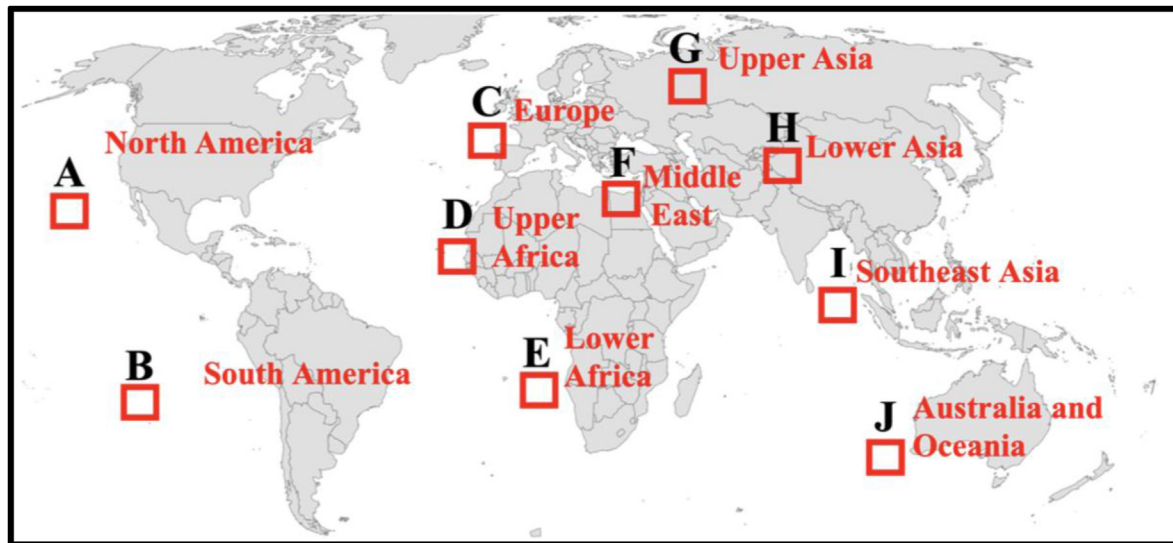 G
Upper Asia
C
Europe
H
North America
Lower Asia
A
F
Middle
East
D
Upper
Africa
I
Southeast Asia
B
South America
E
Lower
Africa
J
Australia and
Oceania